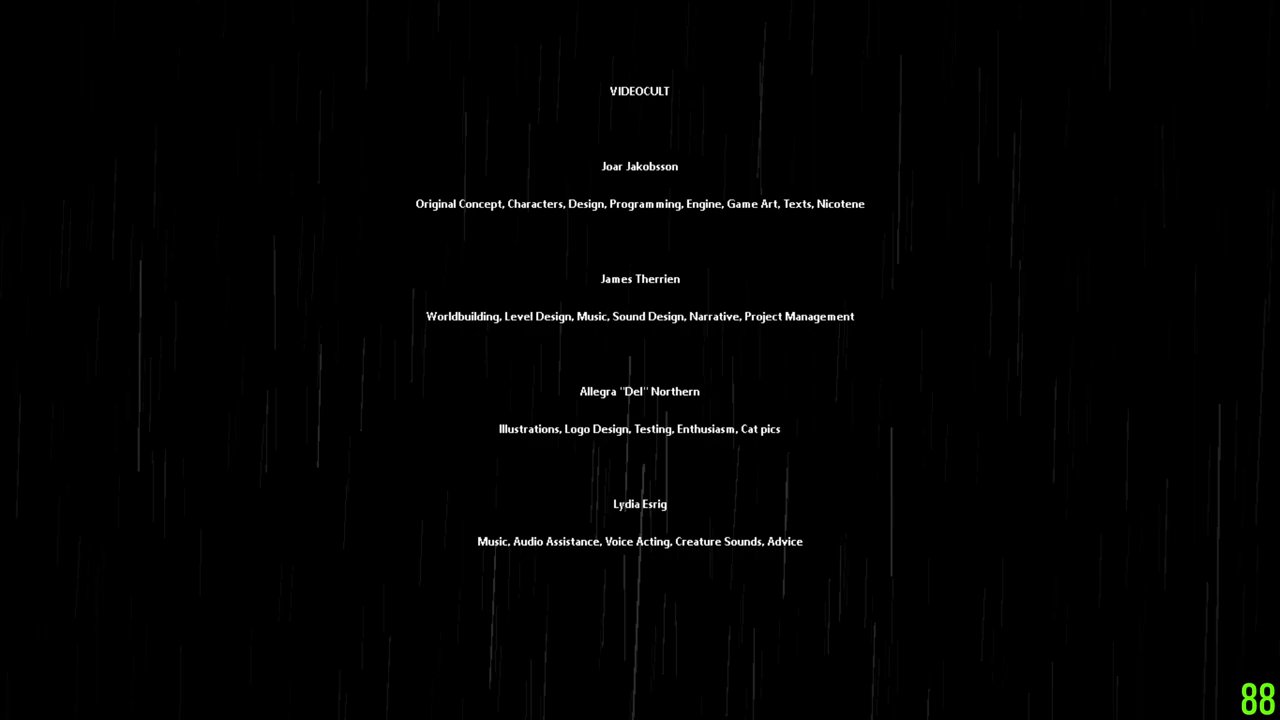 VIDEOCULT
Joar Jakobsson
Original Concept, Characters, Design, Programming, Engine, Game Art, Texts, Nicotene
James Therrien
Worldbuilding, Level Design, Music, Sound Design, Narrative, Project Management
Allegra "Del" Northern
Illustrations, Logo Design, Testing, Enthusiasm, Cat pics
Lydia Esrig
Music, Audio Assistance, Voice Acting, Creature Sounds, Advice
88